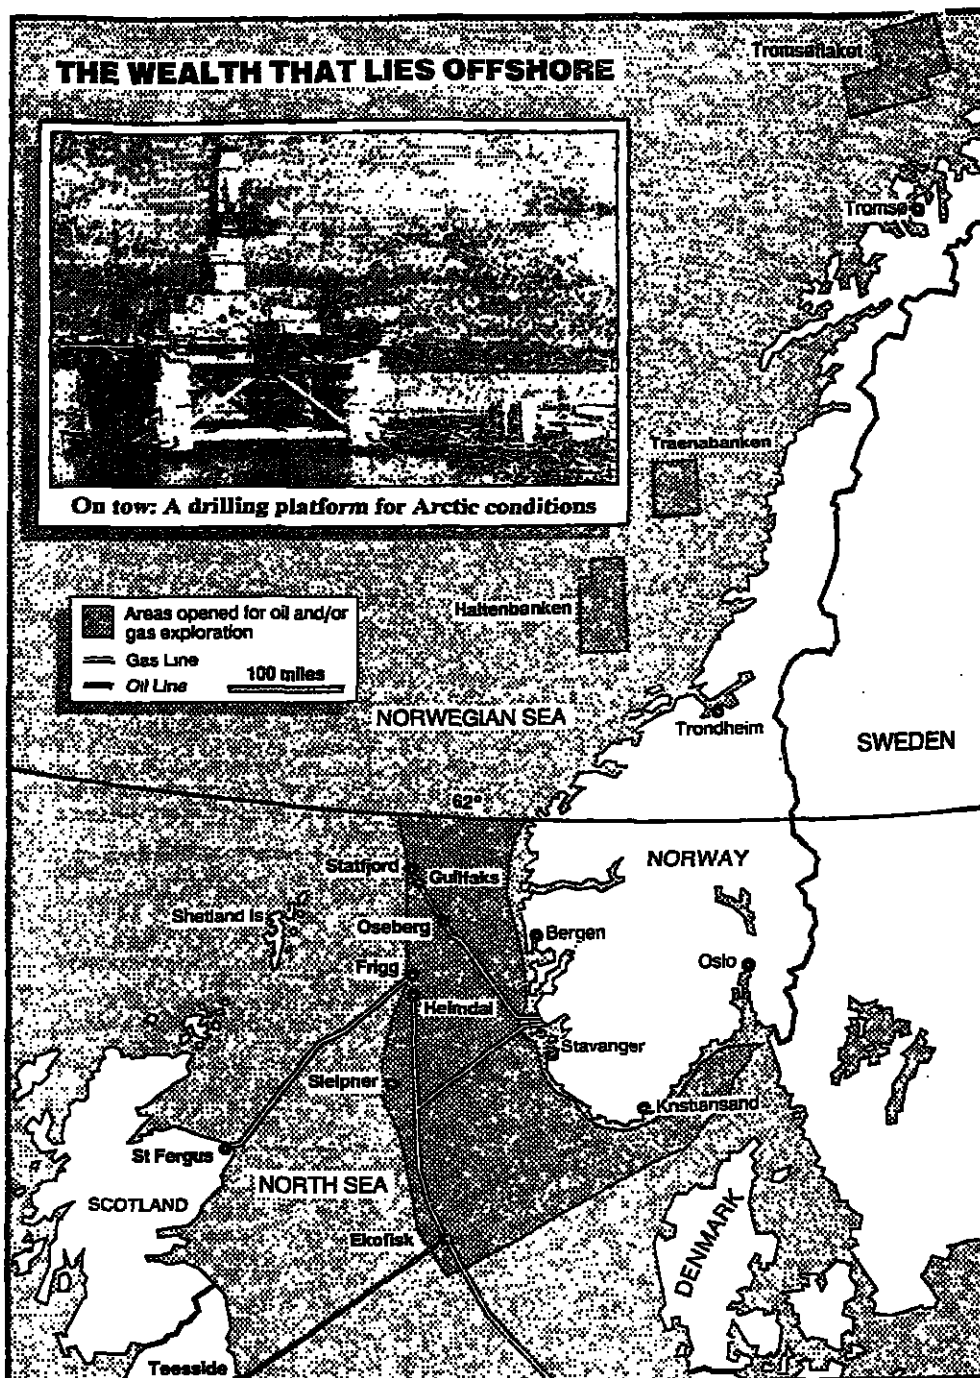 THE WEALTH THAT LIES OFFSHORE
Tromsøflaket
Tromsø
On tow: A drilling platform for Arctic conditions
Traenabanken
Haltenbanken
Areas opened for oil and/or
gas exploration
Gas Line
Oil Line
100 miles
NORWEGIAN SEA
Trondheim
SWEDEN
62°
Statfjord
Gullfaks
NORWAY
Shetland Is
Oseberg
Bergen
Frigg
Oslo
Heimdal
Stavanger
Sleipner
Kristiansand
St Fergus
NORTH SEA
SCOTLAND
Ekofisk
DENMARK
Teesside